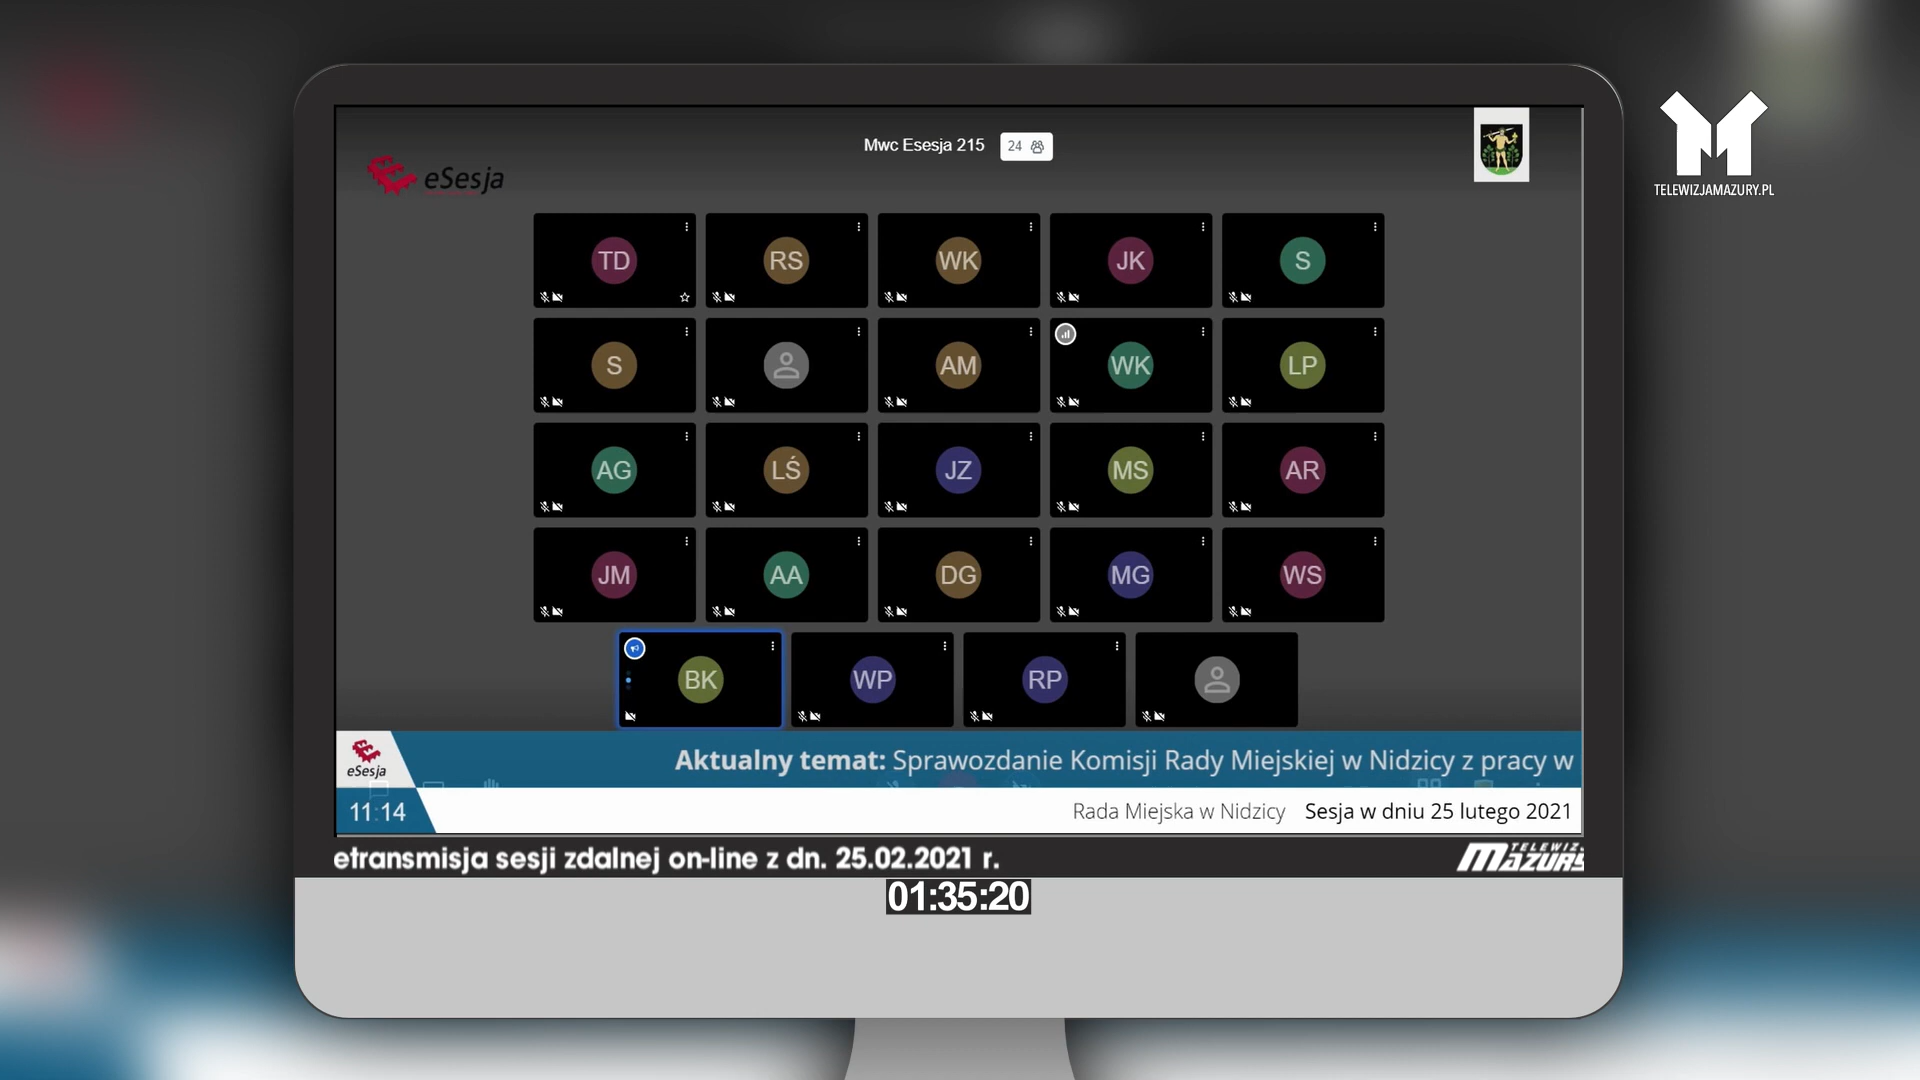 Mwc Esesja 215 24
eSesja
TELEWIZJAMAZURY.PL
TD RS WK JK S
S AM WK LP
AG LŚ JZ MS AR
JM AA DG MG WS
BK WP RP
eSesja
Aktualny temat: Sprawozdanie Komisji Rady Miejskiej w Nidzicy z pracy w
11:14 Rada Miejska w Nidzicy Sesja w dniu 25 lutego 2021
etransmisja sesji zdalnej on-line z dn. 25.02.2021 r.
TELEWIZ
MAZURY
01:35:20